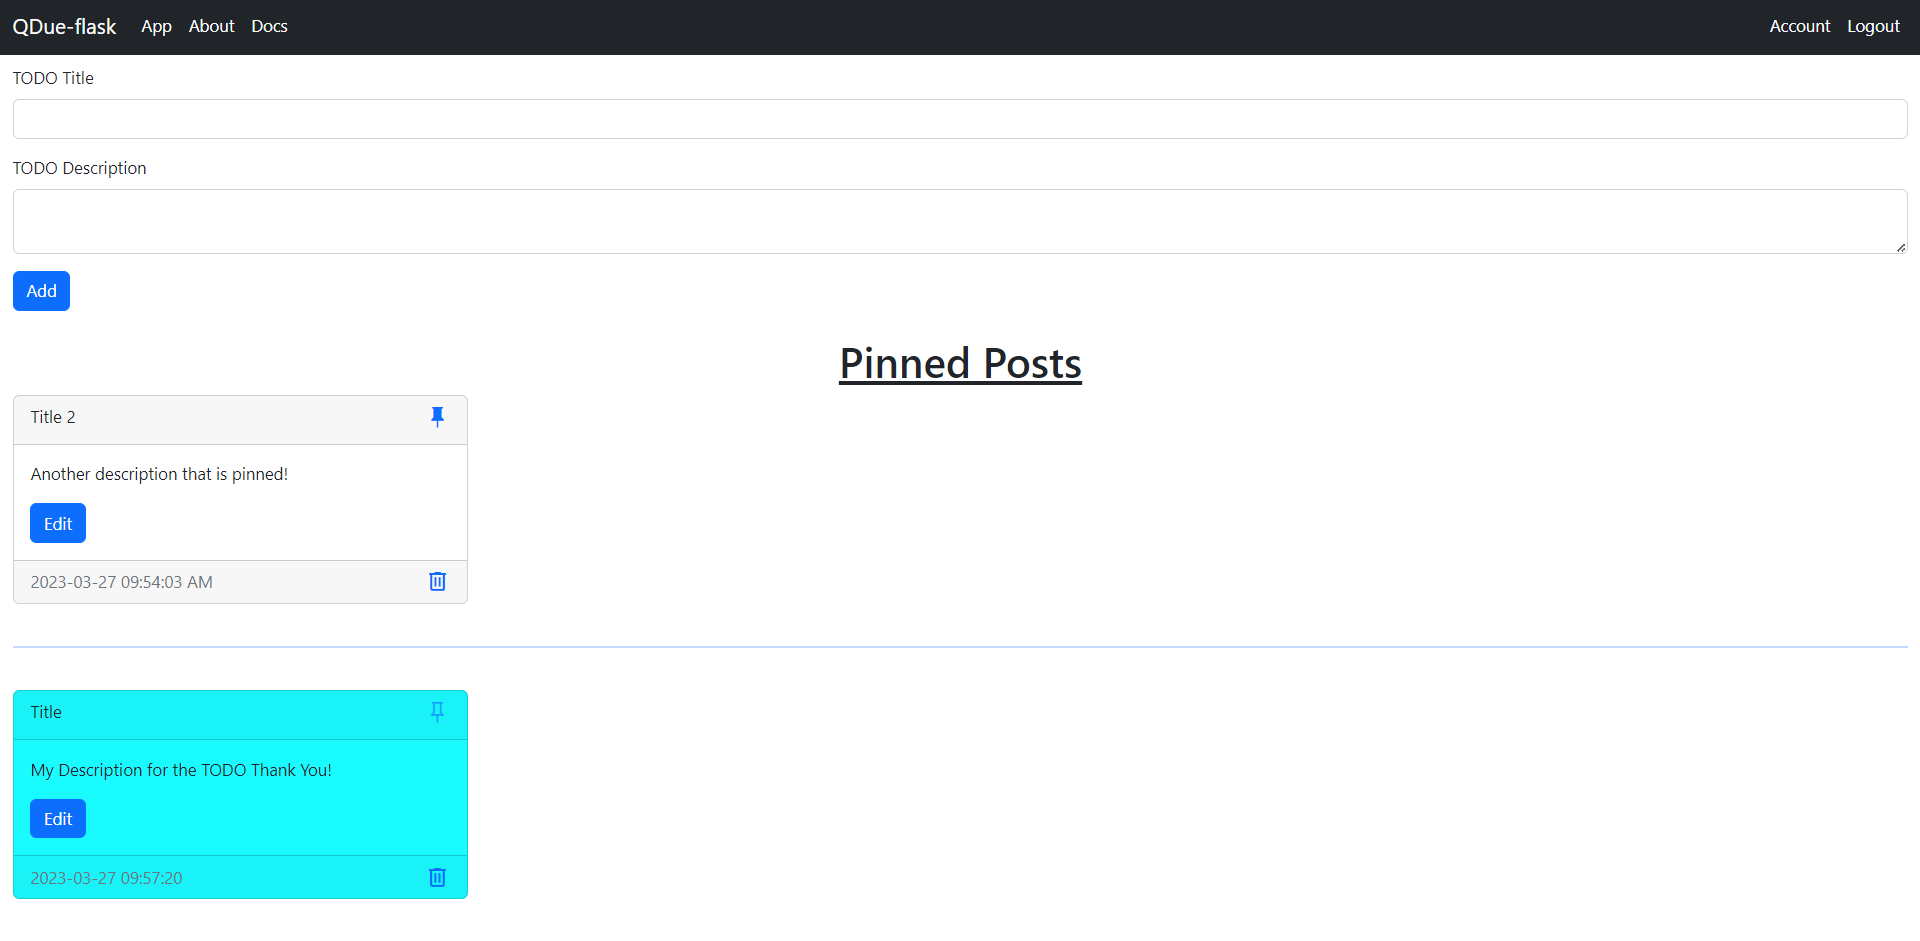 QDue-flask App About Docs Account Logout
TODO Title
TODO Description
Add
Pinned Posts
Title 2
Another description that is pinned!
Edit
2023-03-27 09:54:03 AM
Title
My Description for the TODO Thank You!
Edit
2023-03-27 09:57:20